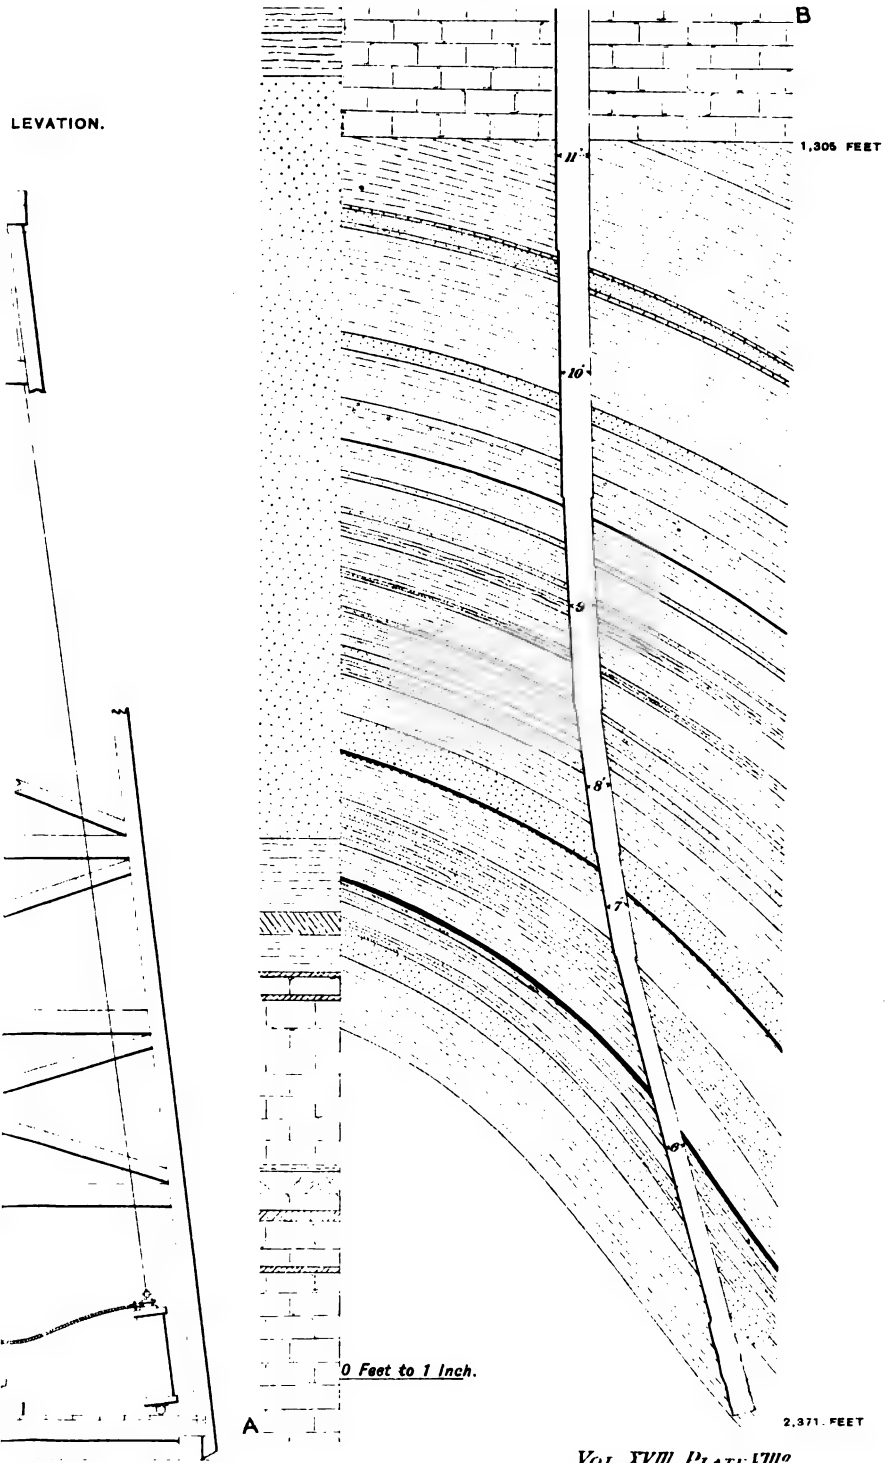 B
LEVATION.
1,305 FEET
11"
10"
9
8'
7'
6"
0 Feet to 1 Inch.
A
2,371. FEET
VOL. XVIII, PLATE